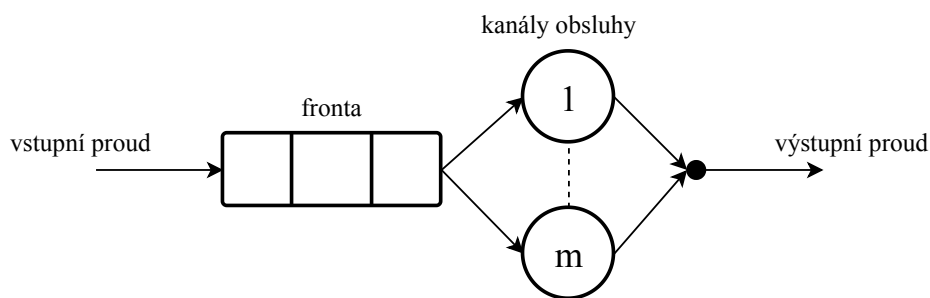 kanály obsluhy
1
fronta
vstupní proud
výstupní proud
m